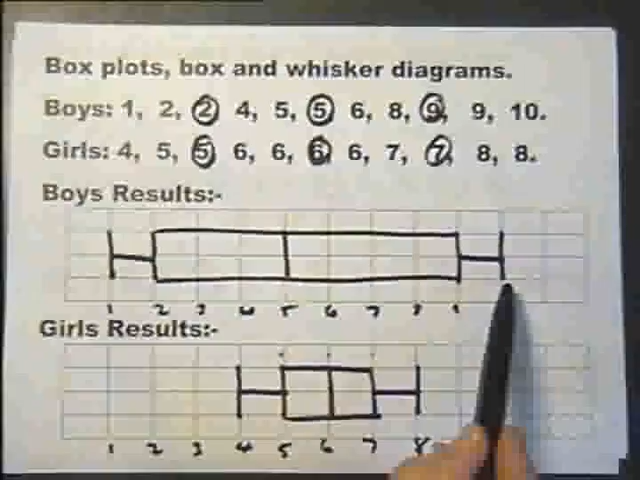 Box plots, box and whisker diagrams.
Boys: 1, 2, 2 4, 5, 5 6, 8, 9, 9, 10.
Girls: 4, 5, 5 6, 6, 6 6, 7, 7, 8, 8.
Boys Results:-
1 2 3 4 5 6 7 8 9
Girls Results:-
1 2 3 4 5 6 7 8